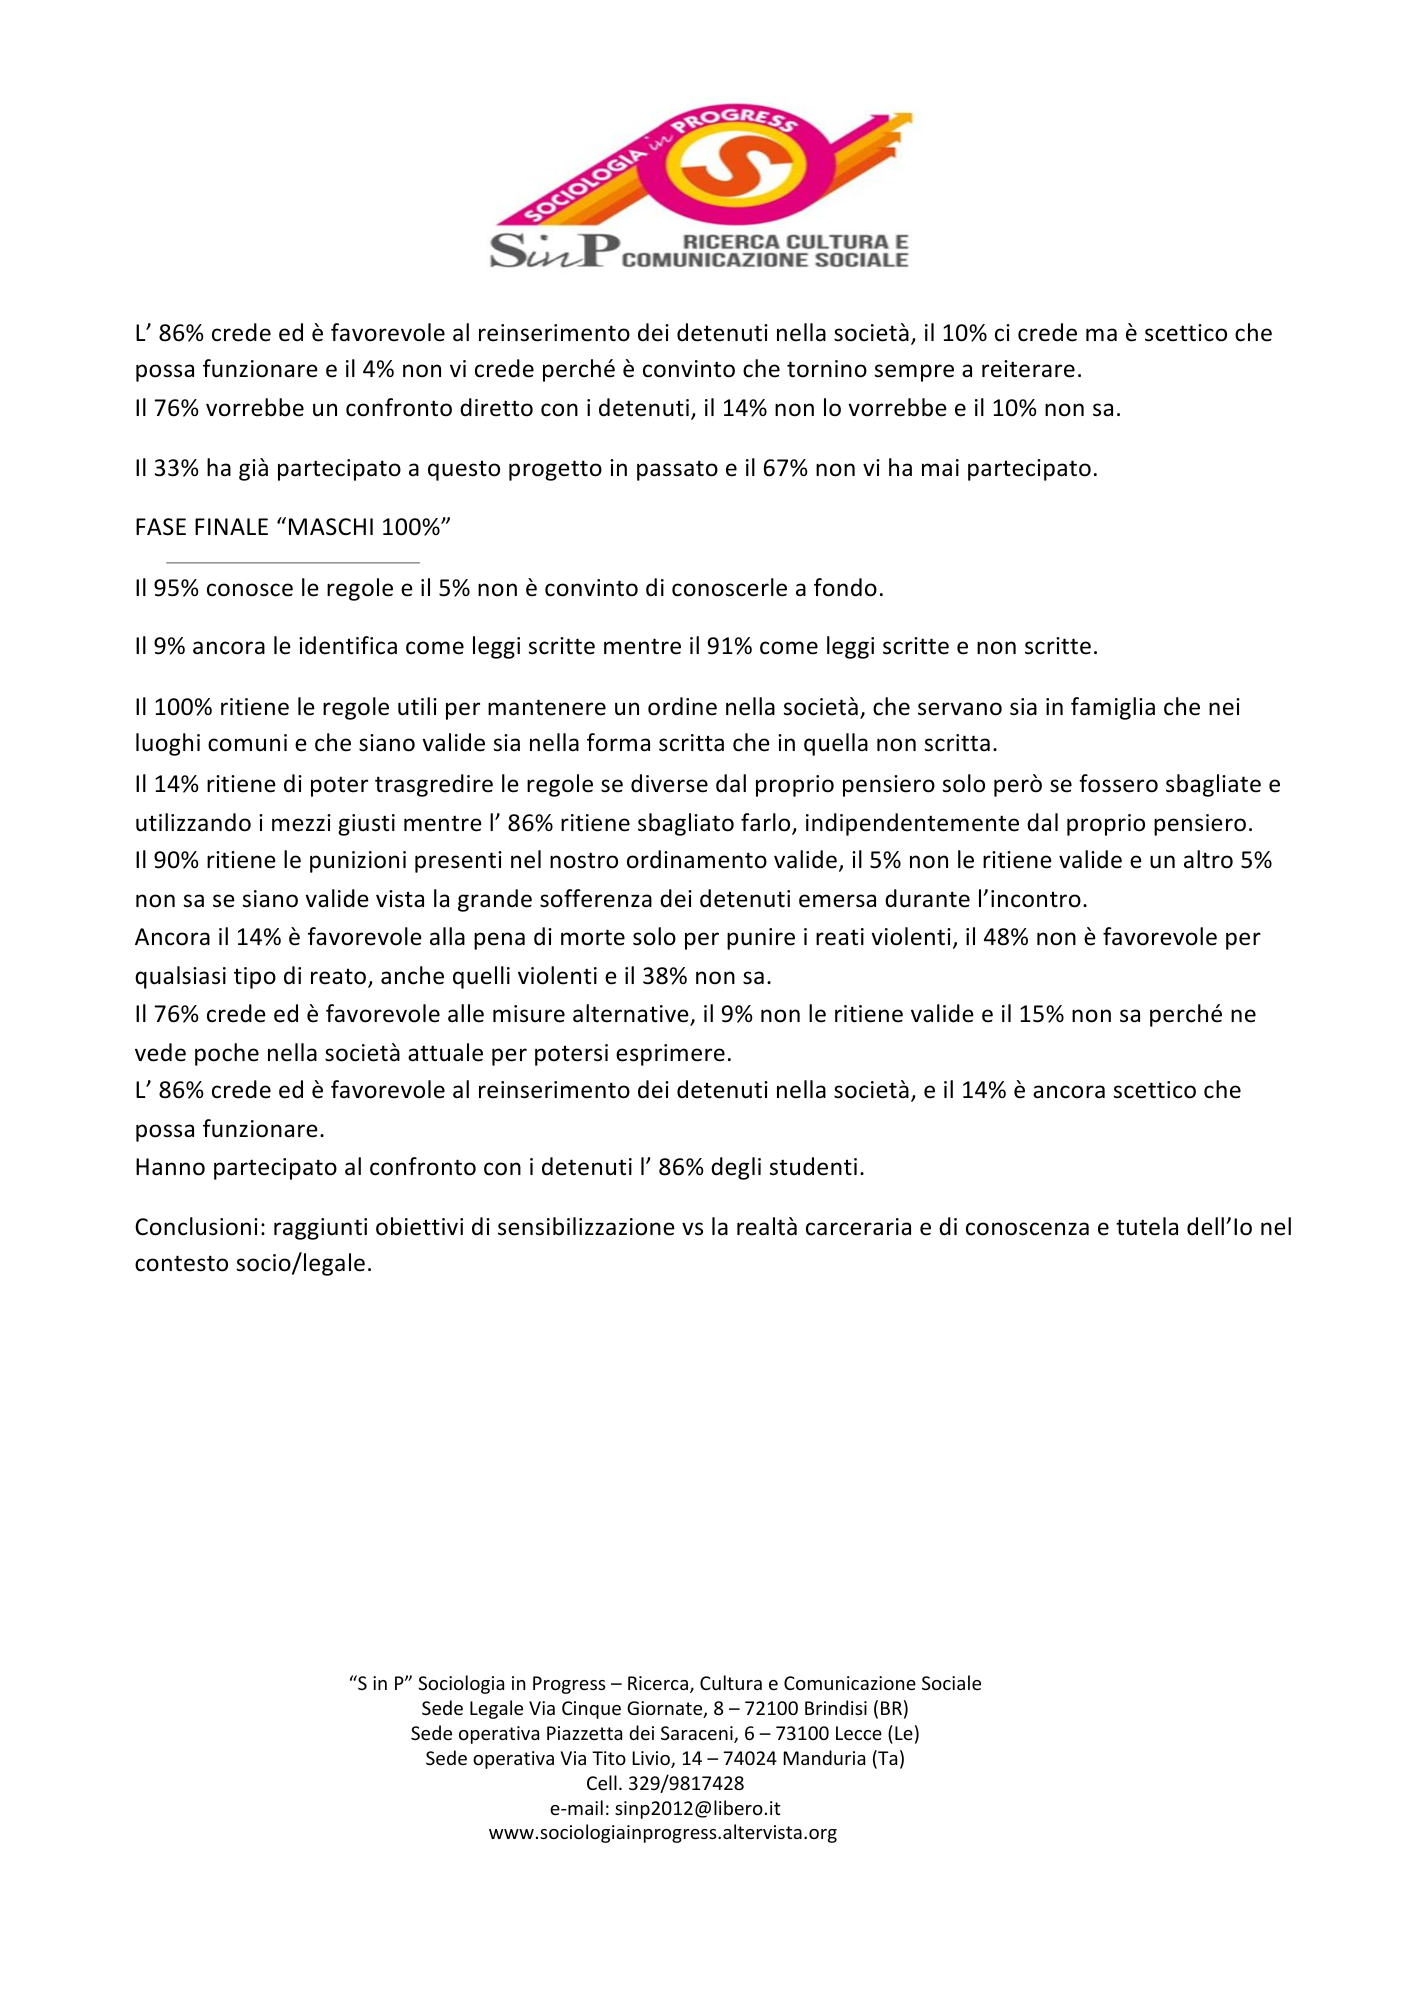 SOCIOLOGIA in PROGRESS
S
SinP RICERCA CULTURA E
COMUNICAZIONE SOCIALE
L’ 86% crede ed è favorevole al reinserimento dei detenuti nella società, il 10% ci crede ma è scettico che
possa funzionare e il 4% non vi crede perché è convinto che tornino sempre a reiterare.
Il 76% vorrebbe un confronto diretto con i detenuti, il 14% non lo vorrebbe e il 10% non sa.
Il 33% ha già partecipato a questo progetto in passato e il 67% non vi ha mai partecipato.
FASE FINALE “MASCHI 100%”
Il 95% conosce le regole e il 5% non è convinto di conoscerle a fondo.
Il 9% ancora le identifica come leggi scritte mentre il 91% come leggi scritte e non scritte.
Il 100% ritiene le regole utili per mantenere un ordine nella società, che servano sia in famiglia che nei
luoghi comuni e che siano valide sia nella forma scritta che in quella non scritta.
Il 14% ritiene di poter trasgredire le regole se diverse dal proprio pensiero solo però se fossero sbagliate e
utilizzando i mezzi giusti mentre l’ 86% ritiene sbagliato farlo, indipendentemente dal proprio pensiero.
Il 90% ritiene le punizioni presenti nel nostro ordinamento valide, il 5% non le ritiene valide e un altro 5%
non sa se siano valide vista la grande sofferenza dei detenuti emersa durante l’incontro.
Ancora il 14% è favorevole alla pena di morte solo per punire i reati violenti, il 48% non è favorevole per
qualsiasi tipo di reato, anche quelli violenti e il 38% non sa.
Il 76% crede ed è favorevole alle misure alternative, il 9% non le ritiene valide e il 15% non sa perché ne
vede poche nella società attuale per potersi esprimere.
L’ 86% crede ed è favorevole al reinserimento dei detenuti nella società, e il 14% è ancora scettico che
possa funzionare.
Hanno partecipato al confronto con i detenuti l’ 86% degli studenti.
Conclusioni: raggiunti obiettivi di sensibilizzazione vs la realtà carceraria e di conoscenza e tutela dell’Io nel
contesto socio/legale.
“S in P” Sociologia in Progress – Ricerca, Cultura e Comunicazione Sociale
Sede Legale Via Cinque Giornate, 8 – 72100 Brindisi (BR)
Sede operativa Piazzetta dei Saraceni, 6 – 73100 Lecce (Le)
Sede operativa Via Tito Livio, 14 – 74024 Manduria (Ta)
Cell. 329/9817428
e-mail: sinp2012@libero.it
www.sociologiainprogress.altervista.org